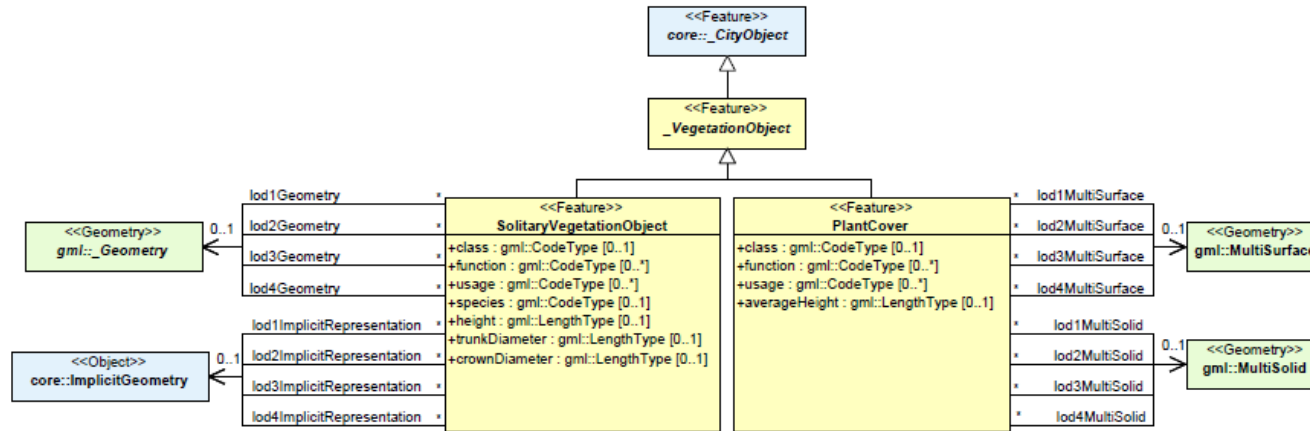 <<Feature>>
core::_CityObject
<<Feature>>
_VegetationObject
lod1Geometry *
lod2Geometry *
lod3Geometry *
lod4Geometry *
0..1
<<Geometry>>
gml::_Geometry
lod1ImplicitRepresentation *
lod2ImplicitRepresentation *
lod3ImplicitRepresentation *
lod4ImplicitRepresentation *
0..1
<<Object>>
core::ImplicitGeometry
<<Feature>>
SolitaryVegetationObject
+class : gml::CodeType [0..1]
+function : gml::CodeType [0..*]
+usage : gml::CodeType [0..*]
+species : gml::CodeType [0..1]
+height : gml::LengthType [0..1]
+trunkDiameter : gml::LengthType [0..1]
+crownDiameter : gml::LengthType [0..1]
<<Feature>>
PlantCover
+class : gml::CodeType [0..1]
+function : gml::CodeType [0..*]
+usage : gml::CodeType [0..*]
+averageHeight : gml::LengthType [0..1]
* lod1MultiSurface
* lod2MultiSurface
* lod3MultiSurface
* lod4MultiSurface
0..1
<<Geometry>>
gml::MultiSurface
* lod1MultiSolid
* lod2MultiSolid
* lod3MultiSolid
* lod4MultiSolid
0..1
<<Geometry>>
gml::MultiSolid